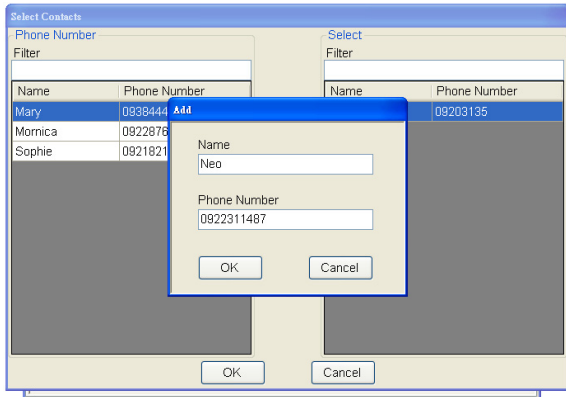 Select Contacts
Phone Number
Select
Filter
Filter
Name Phone Number
Name Phone Number
Mary 0938444
09203135
Mornica 0922876
Sophie 0921821
Add
Name
Neo
Phone Number
0922311487
OK Cancel
OK Cancel